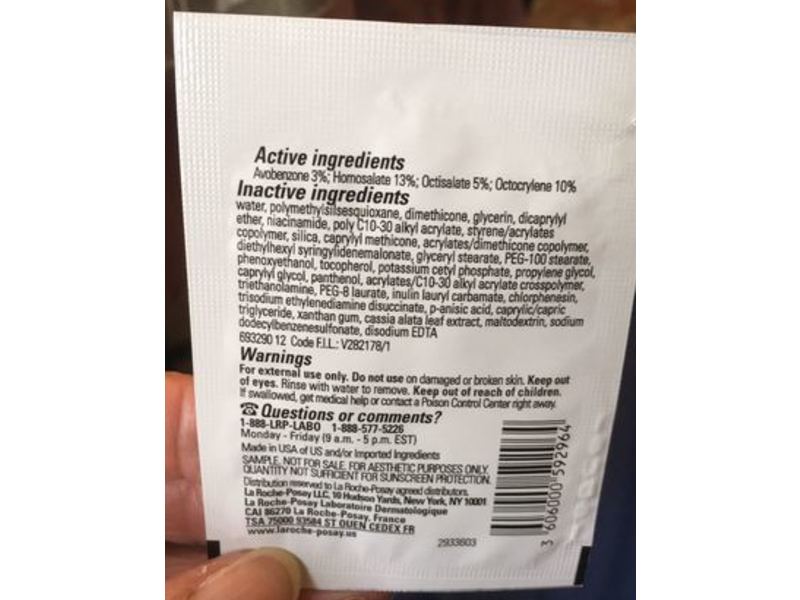 Active ingredients
Avobenzone 3%; Homosalate 13%; Octisalate 5%; Octocrylene 10%
Inactive ingredients
water, polymethylsilsesquioxane, dimethicone, glycerin, dicaprylyl
ether, niacinamide, poly C10-30 alkyl acrylate, styrene/acrylates
copolymer, silica, caprylyl methicone, acrylates/dimethicone copolymer,
diethylhexyl syringylidenemalonate, glyceryl stearate, PEG-100 stearate,
phenoxyethanol, tocopherol, potassium cetyl phosphate, propylene glycol,
caprylyl glycol, panthenol, acrylates/C10-30 alkyl acrylate crosspolymer,
triethanolamine, PEG-8 laurate, inulin lauryl carbamate, chlorphenesin,
trisodium ethylenediamine disuccinate, p-anisic acid, caprylic/capric
triglyceride, xanthan gum, cassia alata leaf extract, maltodextrin, sodium
dodecylbenzenesulfonate, disodium EDTA
693290 12 Code F.I.L.: V282178/1
Warnings
For external use only. Do not use on damaged or broken skin. Keep out
of eyes. Rinse with water to remove. Keep out of reach of children.
If swallowed, get medical help or contact a Poison Control Center right away.
☎ Questions or comments?
1-888-LRP-LABO 1-888-577-5226
Monday - Friday (9 a.m. - 5 p.m. EST)
Made in USA of US and/or Imported Ingredients
SAMPLE, NOT FOR SALE. FOR AESTHETIC PURPOSES ONLY.
QUANTITY NOT SUFFICIENT FOR SUNSCREEN PROTECTION.
Distribution reserved to La Roche-Posay agreed distributors.
La Roche-Posay LLC, 10 Hudson Yards, New York, NY 10001
La Roche-Posay Laboratoire Dermatologique
CAI 86270 La Roche-Posay, France
TSA 75000 93584 ST OUEN CEDEX FR
www.laroche-posay.us
2933603
3 606000 592964